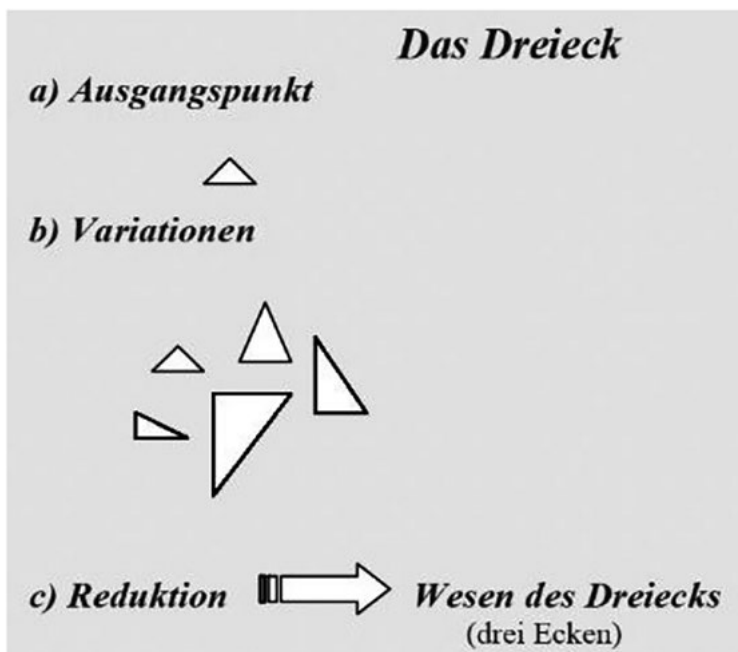 Das Dreieck
a) Ausgangspunkt
b) Variationen
c) Reduktion Wesen des Dreiecks
(drei Ecken)